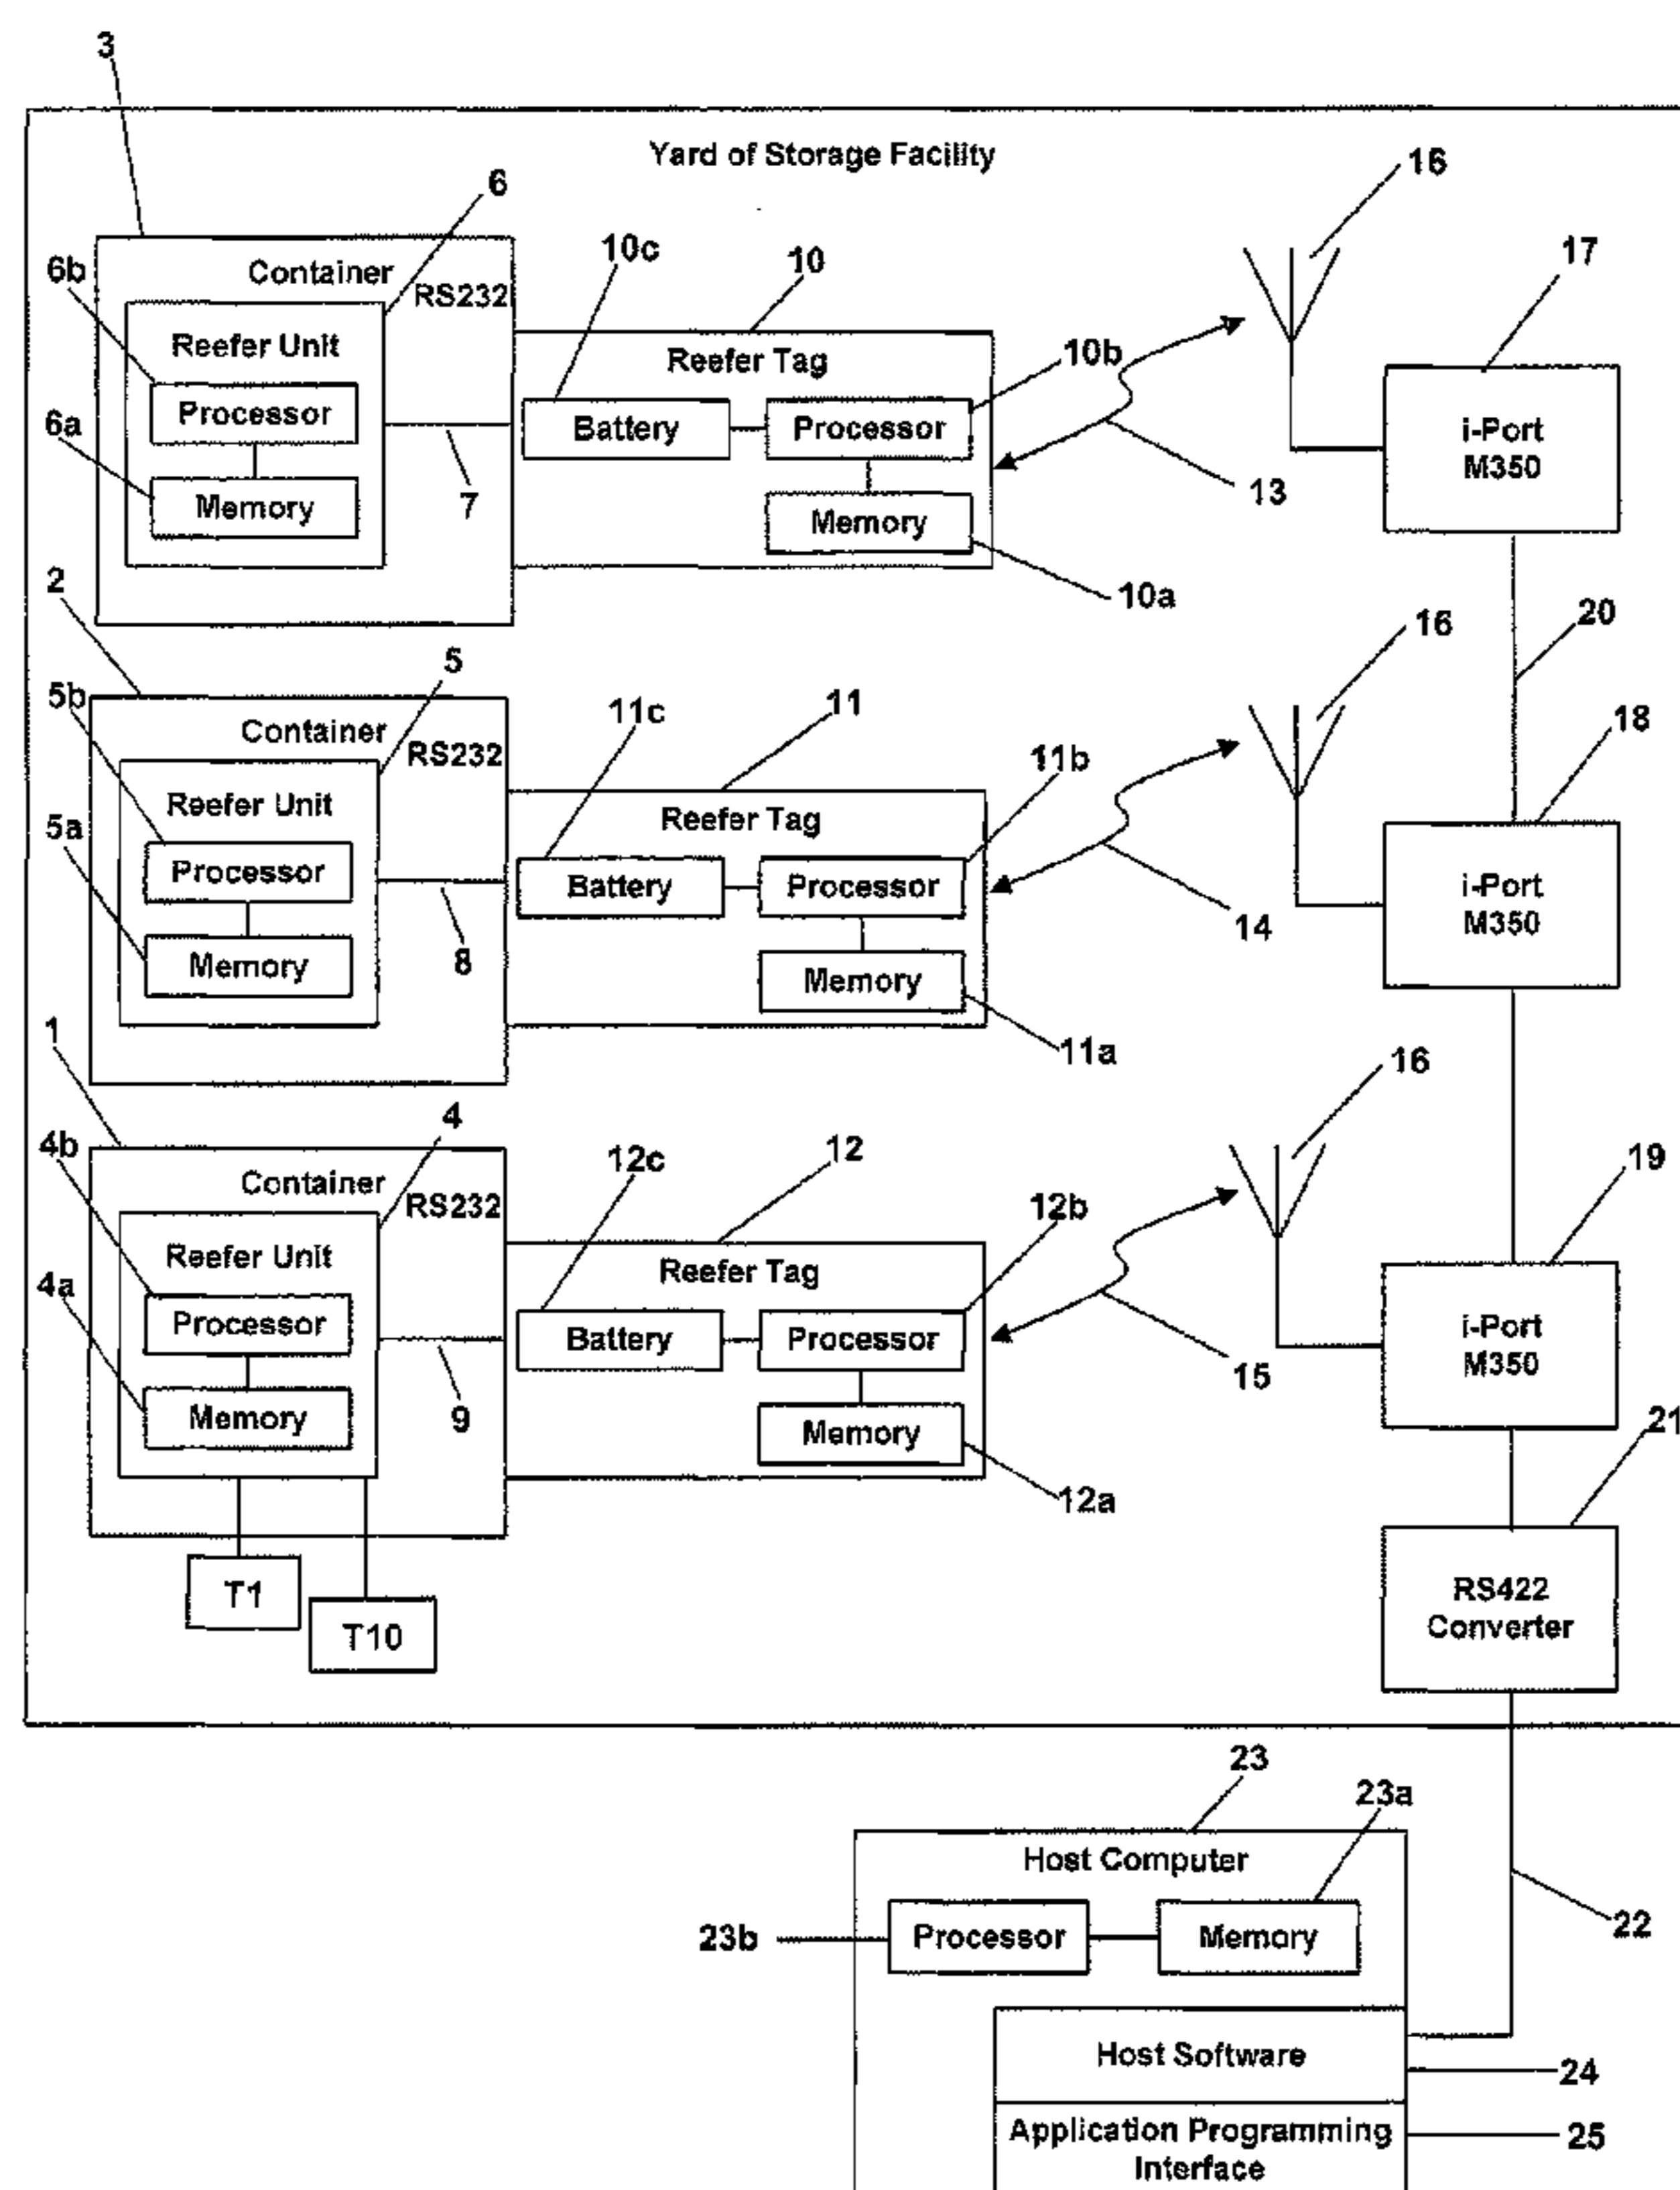 3
Yard of Storage Facility
16
6
10c
10
17
6b
Container
RS232
Reefer Unit
Reefer Tag
10b
Processor
Battery
Processor
i-Port
M350
6a
Memory
7
Memory
13
10a
2
16
20
5
5b
11c
11
18
Container
RS232
11b
Reefer Unit
Reefer Tag
5a
Processor
Battery
Processor
i-Port
M350
Memory
8
Memory
14
1
11a
16
4
4b
12c
12
19
Container
RS232
12b
Reefer Unit
Reefer Tag
4a
Processor
Battery
Processor
i-Port
M350
15
Memory
9
Memory
21
12a
T1
T10
RS422
Converter
23
23a
Host Computer
23b
Processor
Memory
22
Host Software
24
Application Programming
Interface
25